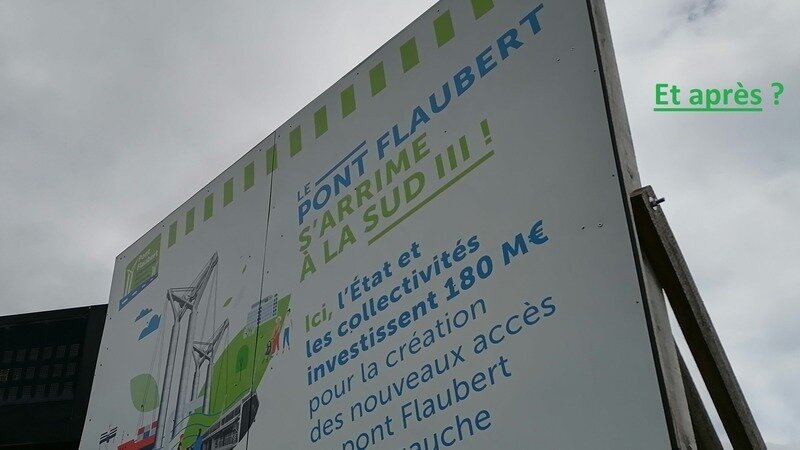 Et après ?
LE
PONT FLAUBERT
S'ARRIME
À LA SUD III !
Ici, l'État et
les collectivités
investissent 180 M€
pour la création
des nouveaux accès
pont Flaubert